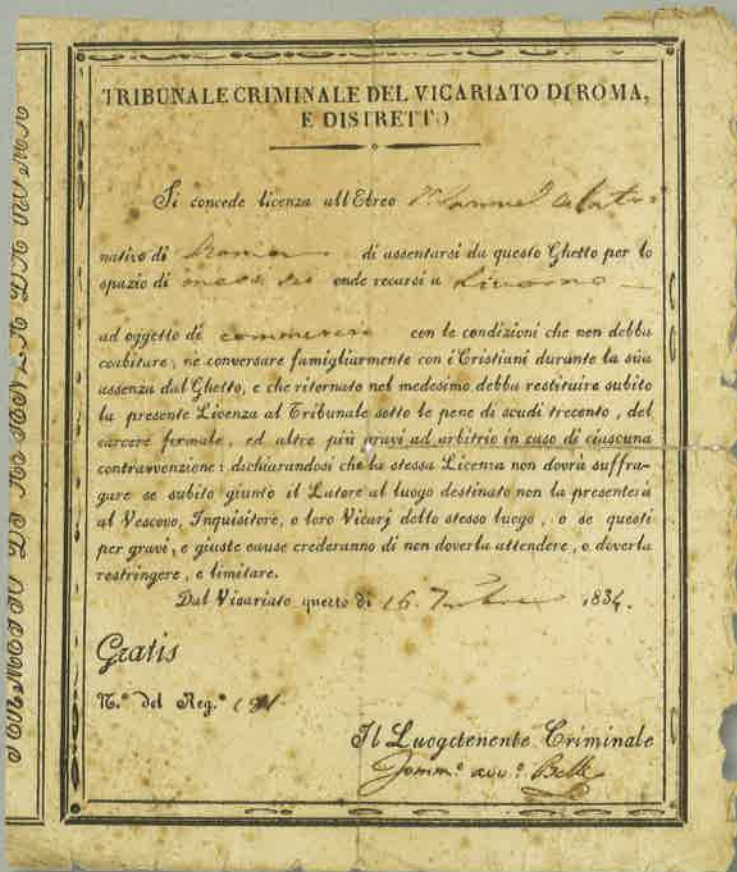 TRIBUNALE CRIMINALE DEL VICARIATO DI ROMA,
E DISTRETTO
Si concede licenza all'Ebreo Samuel
nativo di Roma di assentarsi da questo Ghetto per lo
spazio di mesi sei onde recarsi a Livorno
ad oggetto di commercio con le condizioni che non debba
coabitare, ne conversare famigliarmente con i Cristiani durante la sua
assenza dal Ghetto, e che ritornato nel medesimo debba restituire subito
la presente Licenza al Tribunale sotto le pene di scudi trecento, del
carcere formale, ed altre più gravi ad arbitrio in caso di ciascuna
contravvenzione: dichiarandosi che la stessa Licenza non dovrà suffra-
gare se subito giunto il Latore al luogo destinato non la presenterà
al Vescovo, Inquisitore, o loro Vicarj dello stesso luogo, o se questi
per gravi, e giuste cause crederanno di non doverla attendere, o doverla
restringere, e limitare.
Dal Vicariato questo dì 16. 1834.
Gratis
N.° del Reg.°
Il Luogotenente Criminale